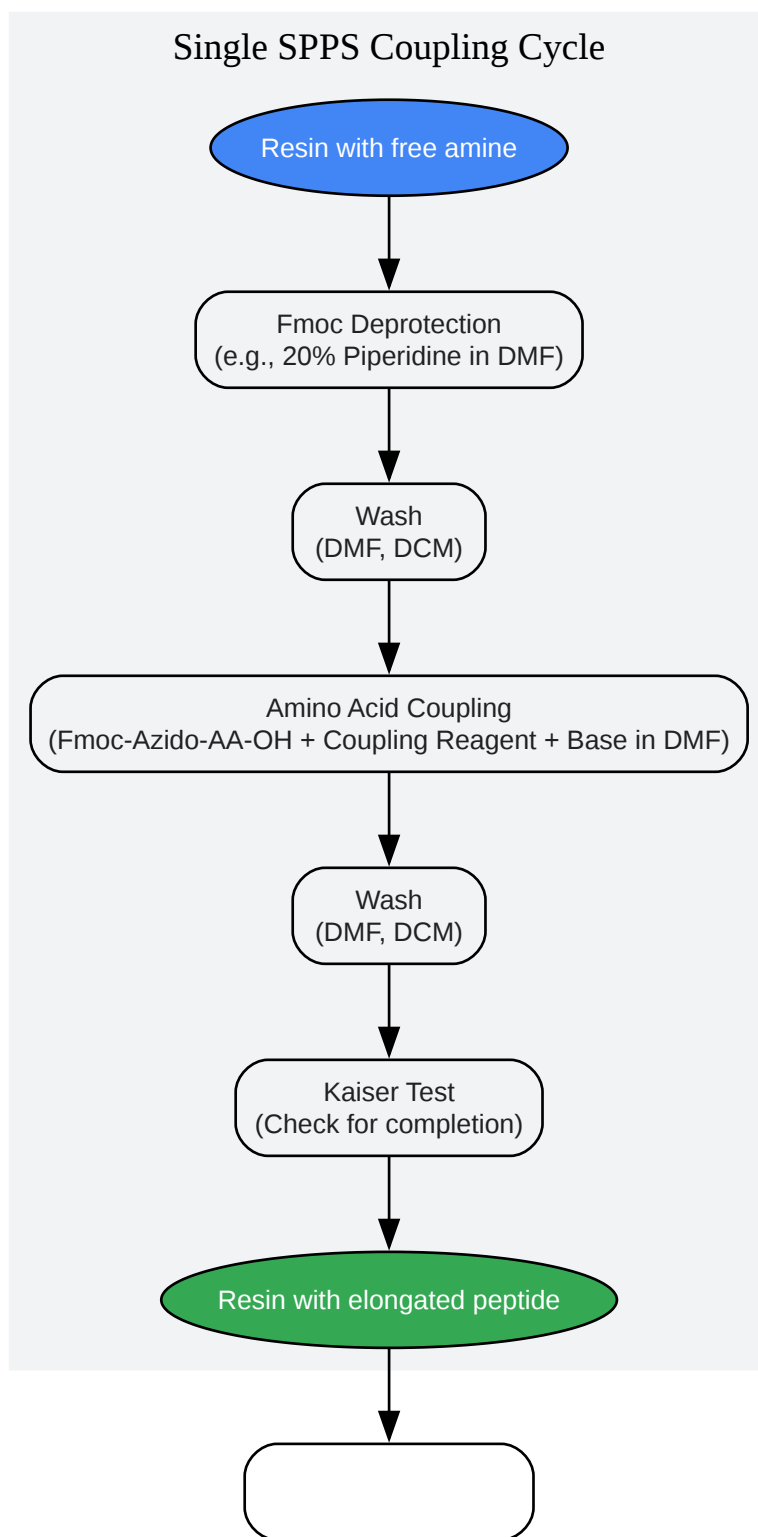 Single SPPS Coupling Cycle
Resin with free amine
Fmoc Deprotection
(e.g., 20% Piperidine in DMF)
Wash
(DMF, DCM)
Amino Acid Coupling
(Fmoc-Azido-AA-OH + Coupling Reagent + Base in DMF)
Wash
(DMF, DCM)
Kaiser Test
(Check for completion)
Resin with elongated peptide